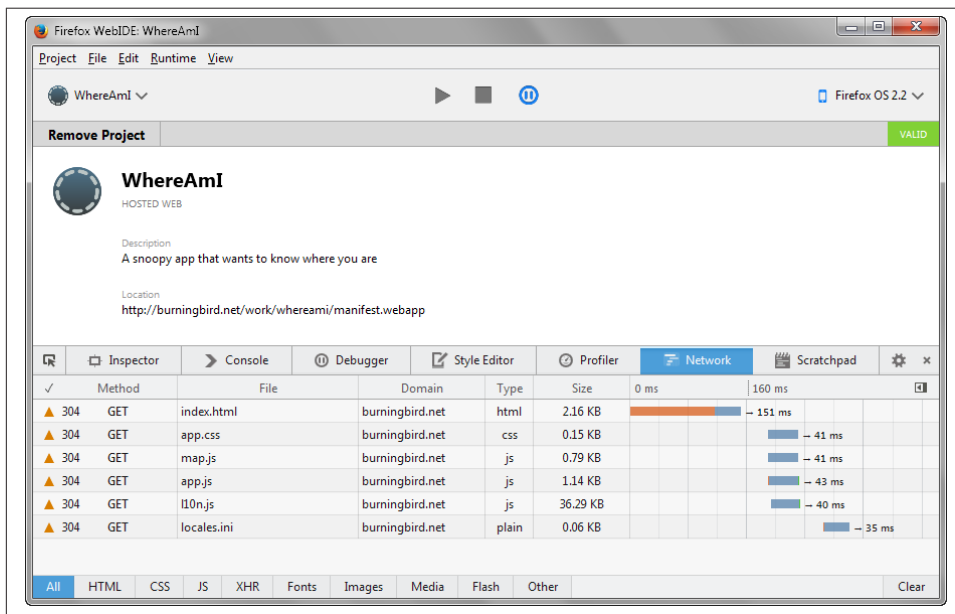 Firefox WebIDE: WhereAmI
Project File Edit Runtime View
WhereAmI Firefox OS 2.2
Remove Project VALID
WhereAmI
HOSTED WEB
Description
A snoopy app that wants to know where you are
Location
http://burningbird.net/work/whereami/manifest.webapp
Inspector Console Debugger Style Editor Profiler Network Scratchpad
✓ Method File Domain Type Size 0 ms 160 ms
304 GET index.html burningbird.net html 2.16 KB → 151 ms
304 GET app.css burningbird.net css 0.15 KB → 41 ms
304 GET map.js burningbird.net js 0.79 KB → 41 ms
304 GET app.js burningbird.net js 1.14 KB → 43 ms
304 GET l10n.js burningbird.net js 36.29 KB → 40 ms
304 GET locales.ini burningbird.net plain 0.06 KB → 35 ms
All HTML CSS JS XHR Fonts Images Media Flash Other Clear